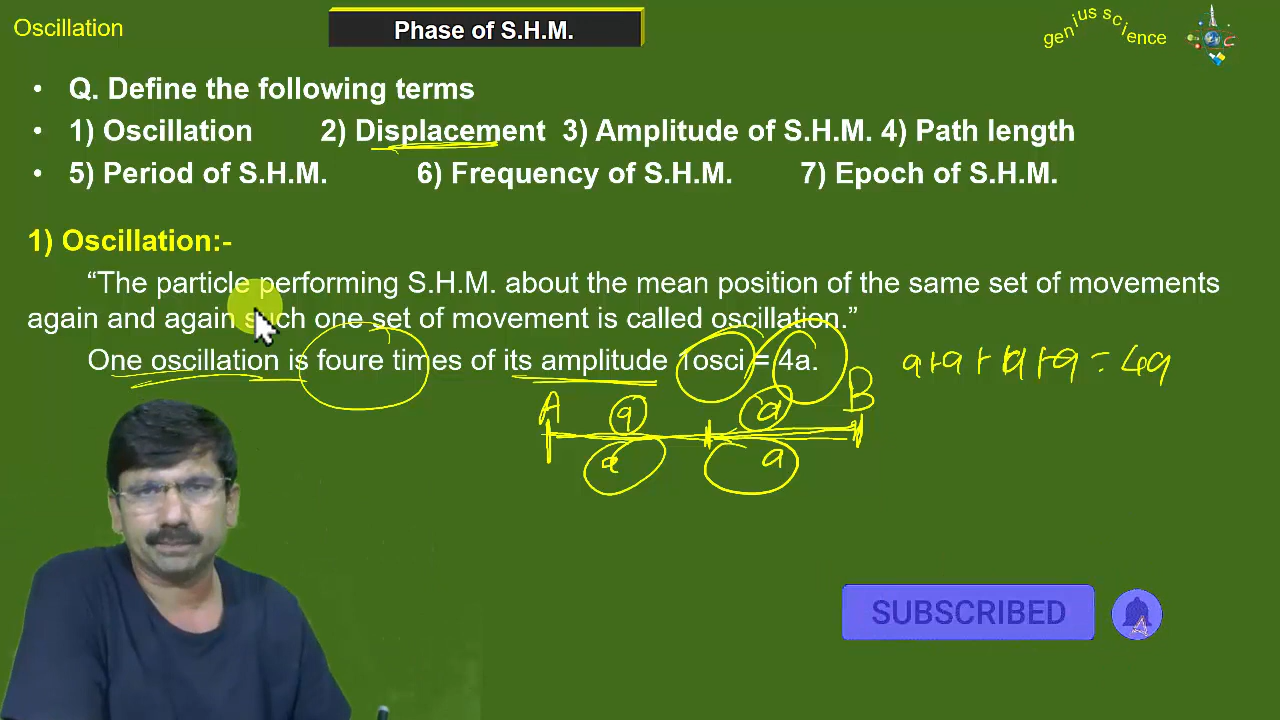 Oscillation
Phase of S.H.M.
genius science
• Q. Define the following terms
• 1) Oscillation 2) Displacement 3) Amplitude of S.H.M. 4) Path length
• 5) Period of S.H.M. 6) Frequency of S.H.M. 7) Epoch of S.H.M.
1) Oscillation:-
“The particle performing S.H.M. about the mean position of the same set of movements
again and again such one set of movement is called oscillation.”
One oscillation is foure times of its amplitude 1osci = 4a. a+a+a+a = 4a
A a a B
a a
SUBSCRIBED